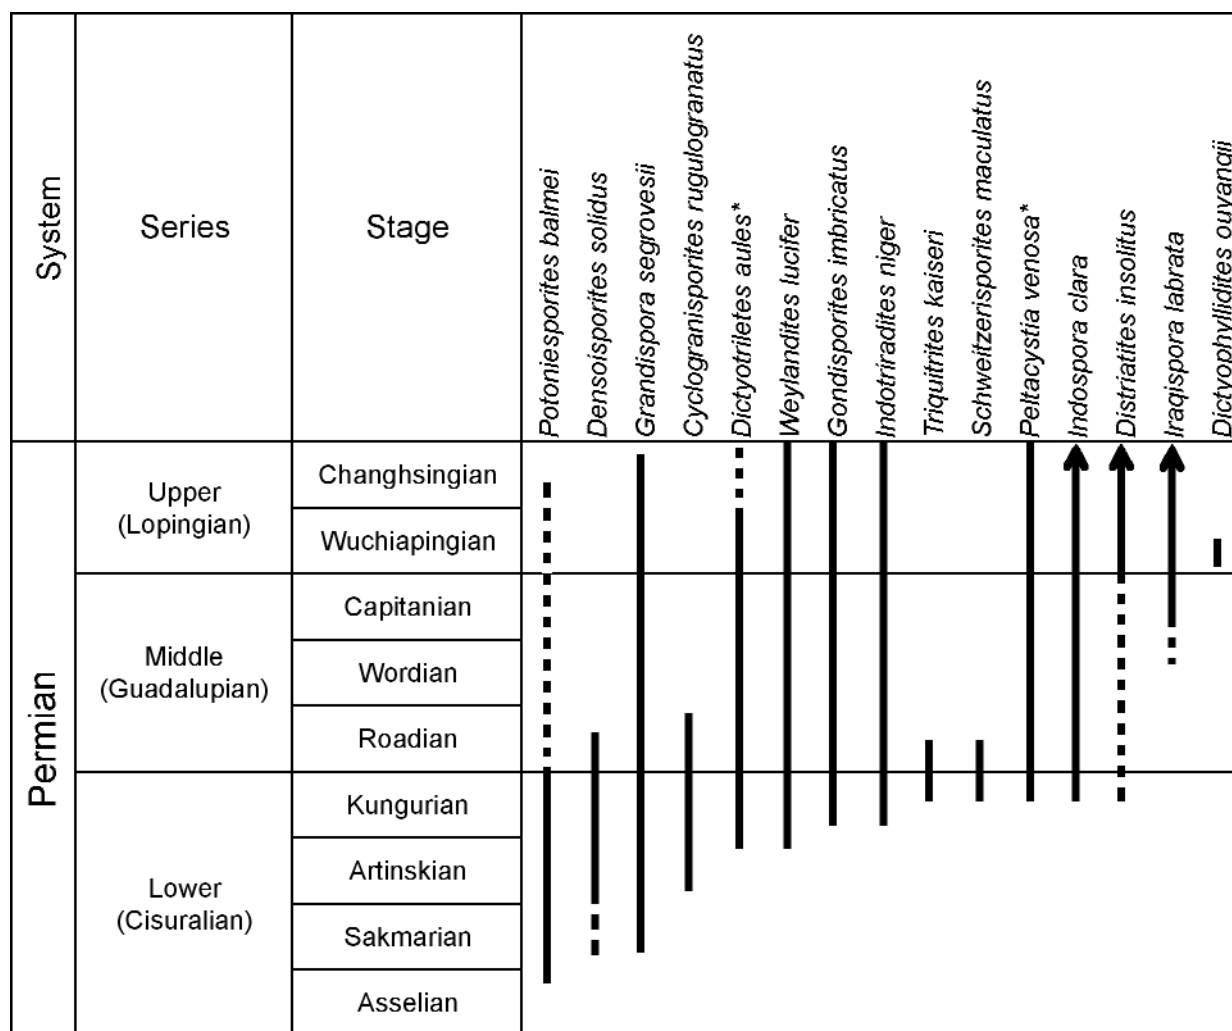 System
Series
Stage
Potoniesporites balmei
Densoisporites solidus
Grandispora segrovesii
Cyclogranisporites rugulogranatus
Dictyotriletes aules*
Weylandites lucifer
Gondisporites imbricatus
Indotriradites niger
Triquitrites kaiseri
Schweitzerisporites maculatus
Peltacystia venosa*
Indospora clara
Distriatites insolitus
Iraqispora labrata
Dictyophyllidites ouyangii
Permian
Upper
(Lopingian)
Changhsingian
Wuchiapingian
Middle
(Guadalupian)
Capitanian
Wordian
Roadian
Lower
(Cisuralian)
Kungurian
Artinskian
Sakmarian
Asselian